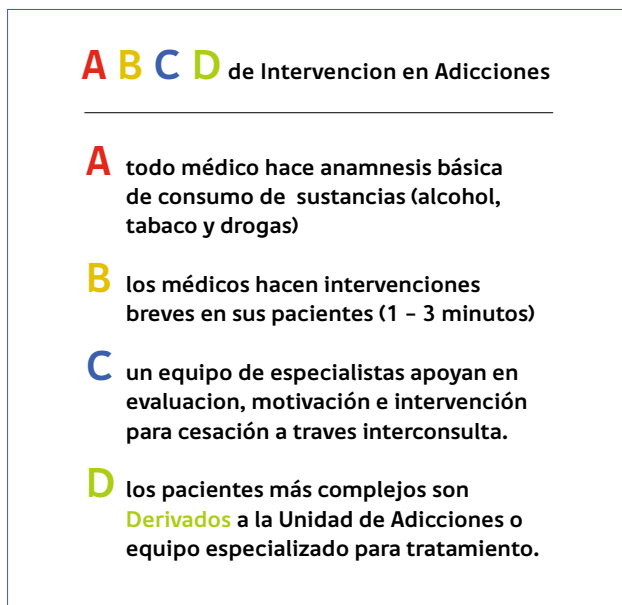 A B C D de Intervencion en Adicciones
A todo médico hace anamnesis básica
de consumo de sustancias (alcohol,
tabaco y drogas)
B los médicos hacen intervenciones
breves en sus pacientes (1 – 3 minutos)
C un equipo de especialistas apoyan en
evaluacion, motivación e intervención
para cesación a traves interconsulta.
D los pacientes más complejos son
Derivados a la Unidad de Adicciones o
equipo especializado para tratamiento.